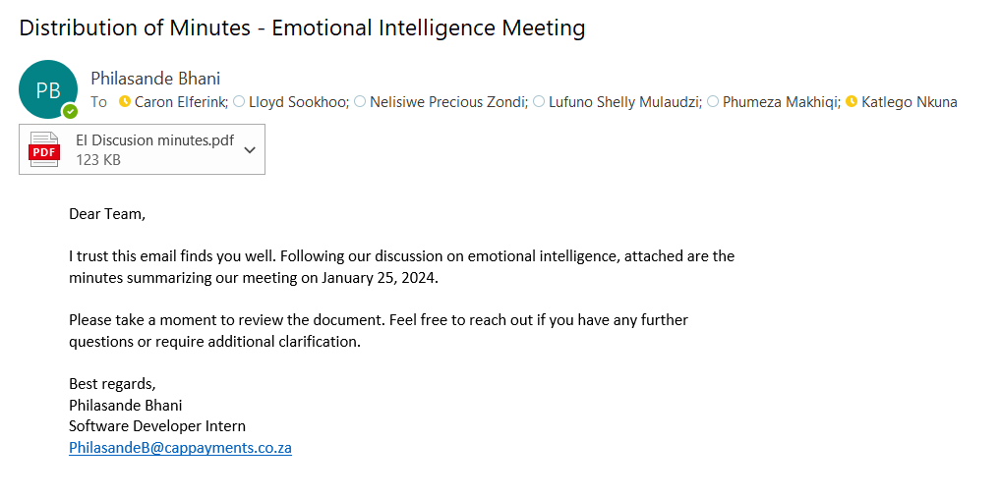 Distribution of Minutes - Emotional Intelligence Meeting
PB
Philasande Bhani
To Caron Elferink; Lloyd Sookhoo; Nelisiwe Precious Zondi; Lufuno Shelly Mulaudzi; Phumeza Makhiqi; Katlego Nkuna
PDF
EI Discusion minutes.pdf
123 KB
Dear Team,
I trust this email finds you well. Following our discussion on emotional intelligence, attached are the
minutes summarizing our meeting on January 25, 2024.
Please take a moment to review the document. Feel free to reach out if you have any further
questions or require additional clarification.
Best regards,
Philasande Bhani
Software Developer Intern
PhilasandeB@cappayments.co.za